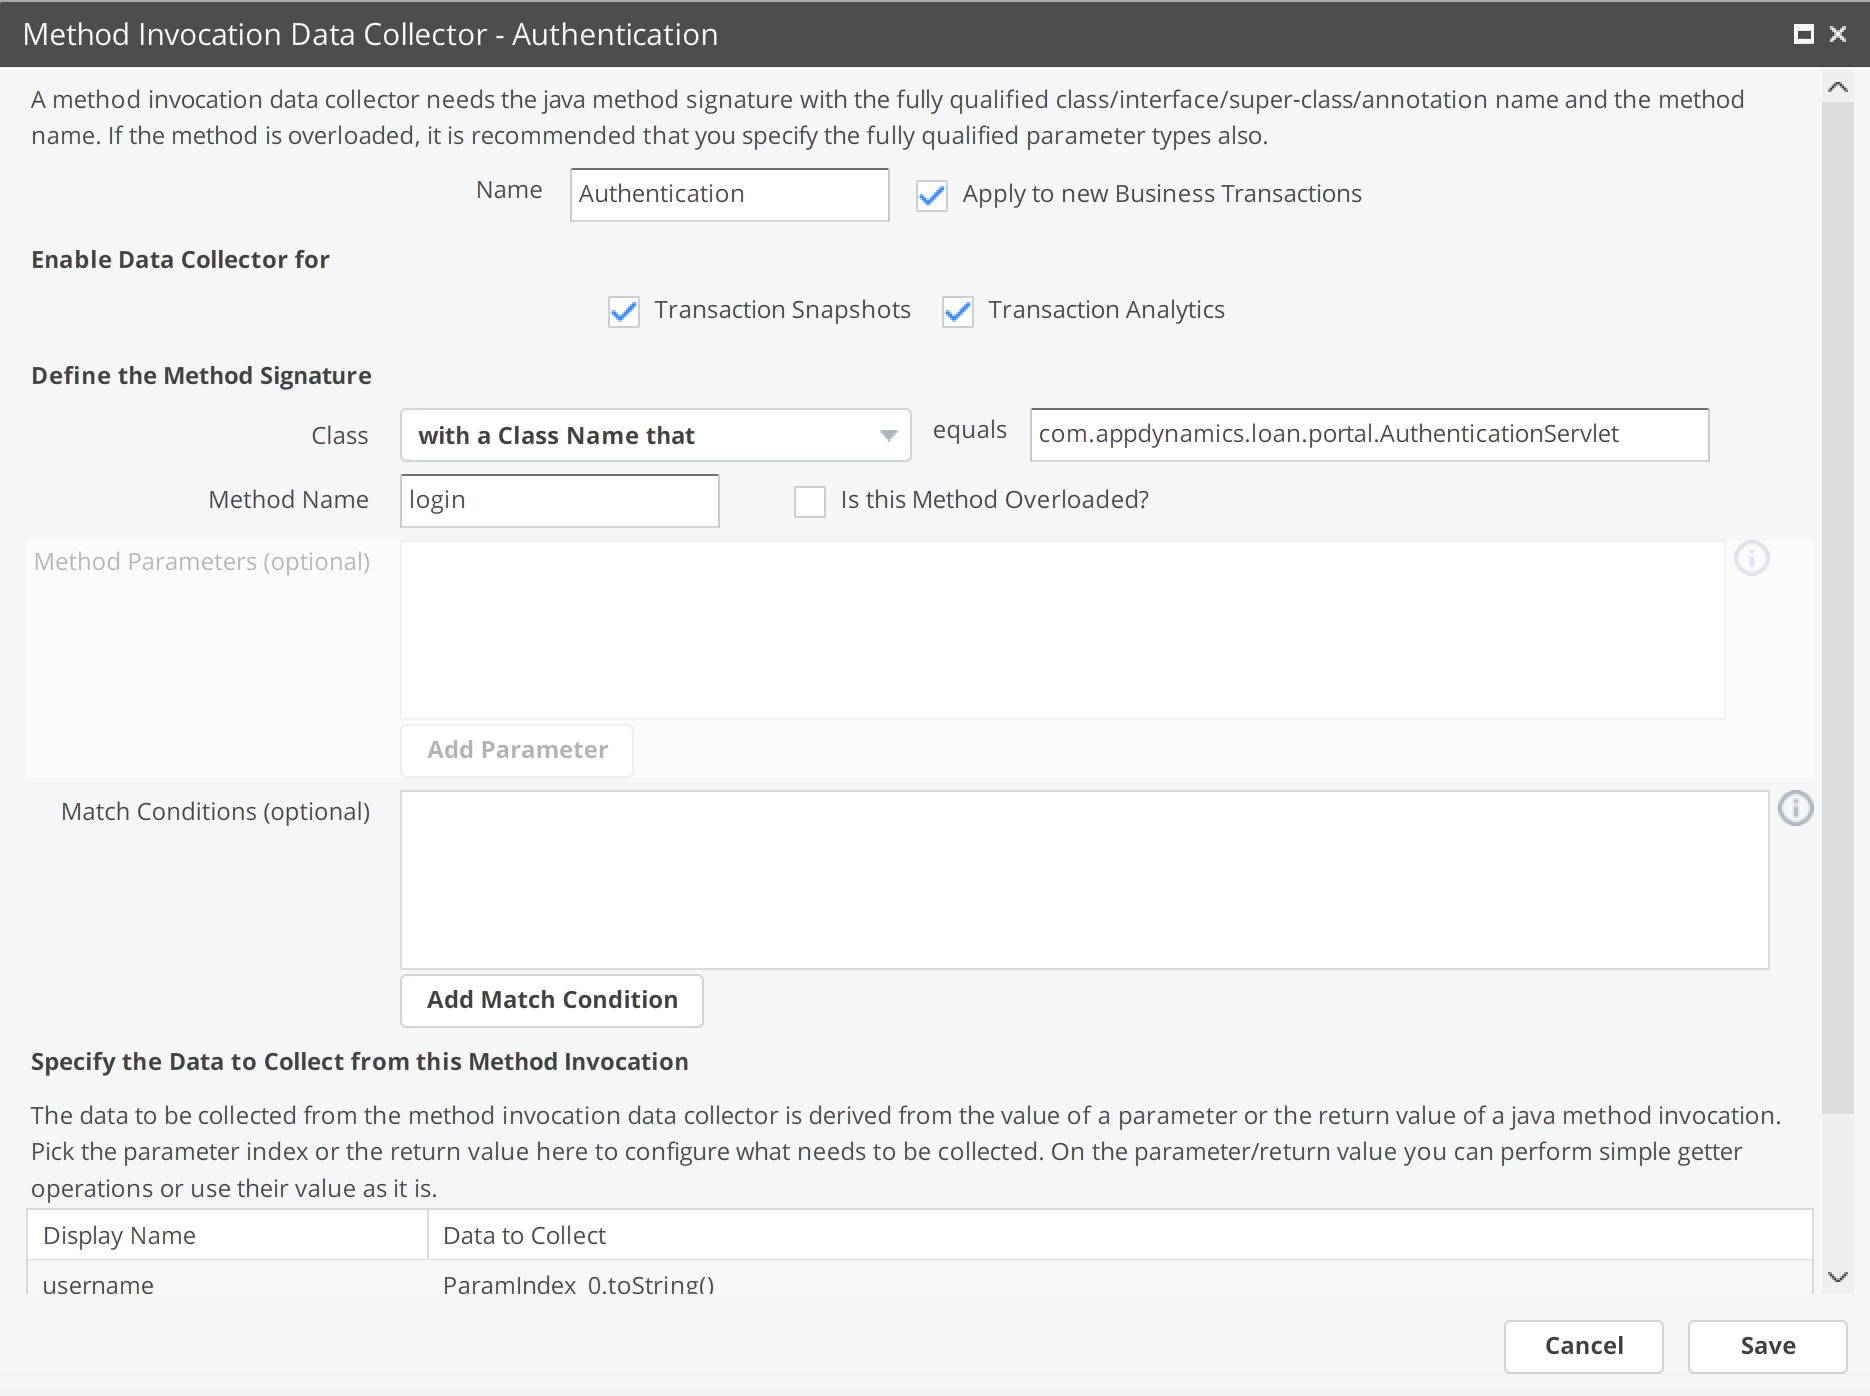 Method Invocation Data Collector - Authentication
A method invocation data collector needs the java method signature with the fully qualified class/interface/super-class/annotation name and the method
name. If the method is overloaded, it is recommended that you specify the fully qualified parameter types also.
Name Authentication Apply to new Business Transactions
Enable Data Collector for
Transaction Snapshots Transaction Analytics
Define the Method Signature
Class with a Class Name that equals com.appdynamics.loan.portal.AuthenticationServlet
Method Name login Is this Method Overloaded?
Method Parameters (optional)
Add Parameter
Match Conditions (optional)
Add Match Condition
Specify the Data to Collect from this Method Invocation
The data to be collected from the method invocation data collector is derived from the value of a parameter or the return value of a java method invocation.
Pick the parameter index or the return value here to configure what needs to be collected. On the parameter/return value you can perform simple getter
operations or use their value as it is.
Display Name Data to Collect
username ParamIndex_0.toString()
Cancel Save